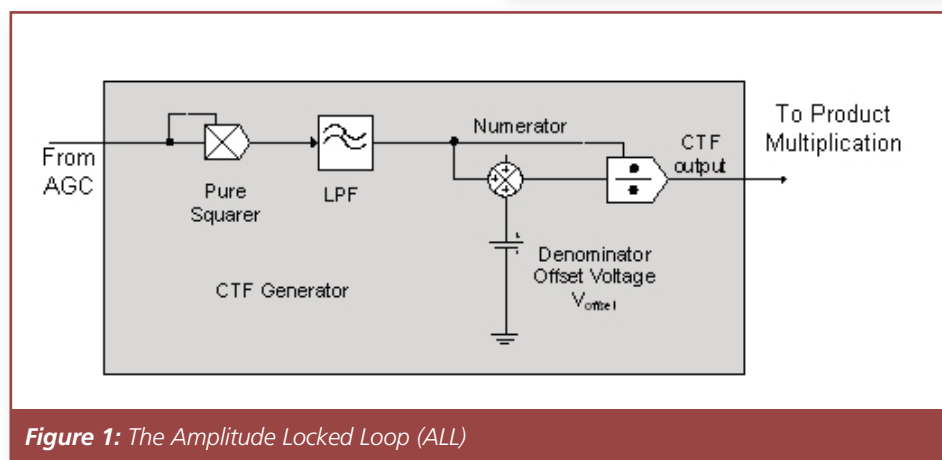 From
AGC
Pure
Squarer
LPF
Numerator
CTF
output
To Product
Multiplication
Denominator
Offset Voltage
Voffset
CTF Generator
Figure 1: The Amplitude Locked Loop (ALL)